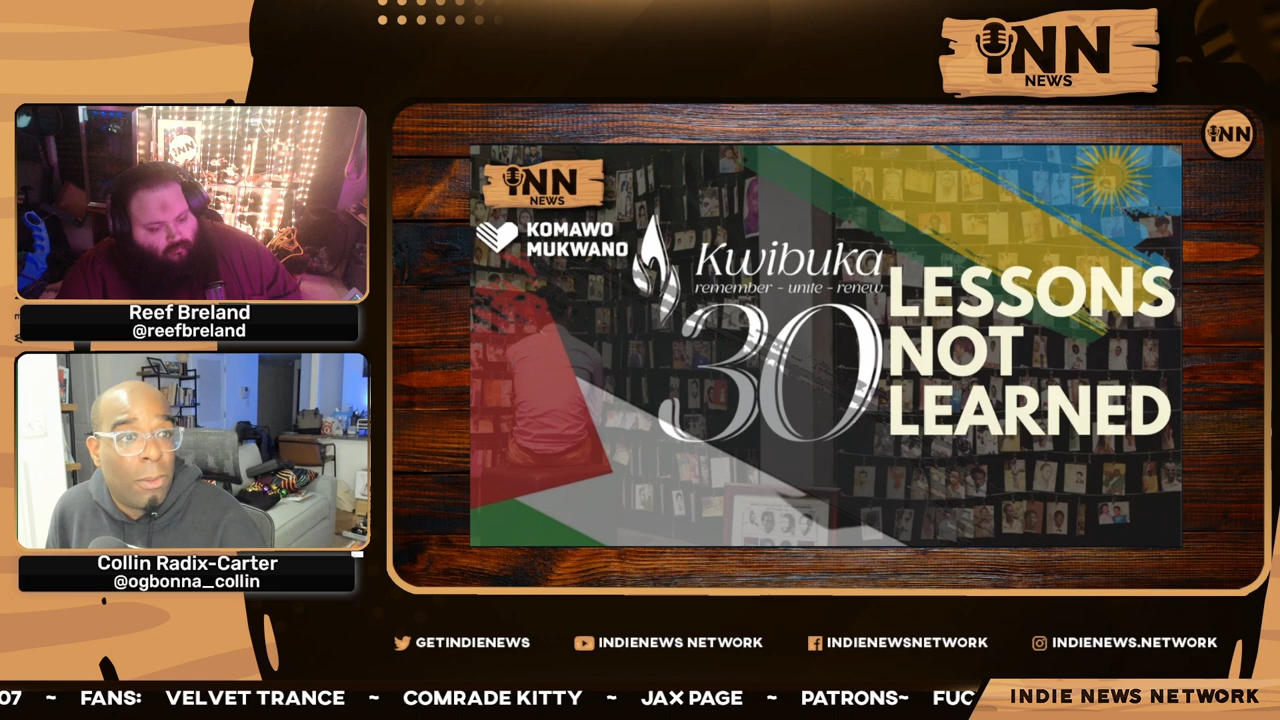 INN
NEWS
INN
INN
NEWS
KOMAWO
MUKWANO
Kwibuka
remember - unite - renew
30
LESSONS
NOT
LEARNED
Reef Breland
@reefbreland
Collin Radix-Carter
@ogbonna_collin
GETINDIENEWS
INDIENEWS NETWORK
INDIENEWSNETWORK
INDIENEWS.NETWORK
07 ~ FANS: VELVET TRANCE ~ COMRADE KITTY ~ JAX PAGE ~ PATRONS~ FUC
INDIE NEWS NETWORK